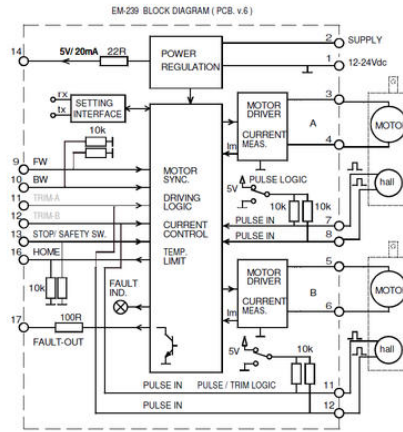 EM-239 BLOCK DIAGRAM ( PCB. v.6 )
14
5V/ 20mA
22R
POWER
REGULATION
2
SUPPLY
1
12-24Vdc
rx
tx
SETTING
INTERFACE
10k
MOTOR
DRIVER
CURRENT
MEAS.
A
Im
3
4
G
MOTOR
hall
9
FW
10
BW
11
TRIM-A
12
TRIM-B
13
STOP/ SAFETY SW.
16
HOME
MOTOR
SYNC.
DRIVING
LOGIC
CURRENT
CONTROL
TEMP.
LIMIT
5V
PULSE LOGIC
10k
10k
PULSE IN
7
PULSE IN
8
10k
FAULT
IND.
MOTOR
DRIVER
CURRENT
MEAS.
B
Im
5
6
G
MOTOR
hall
17
100R
FAULT-OUT
5V
10k
PULSE IN
PULSE / TRIM LOGIC
11
PULSE IN
12